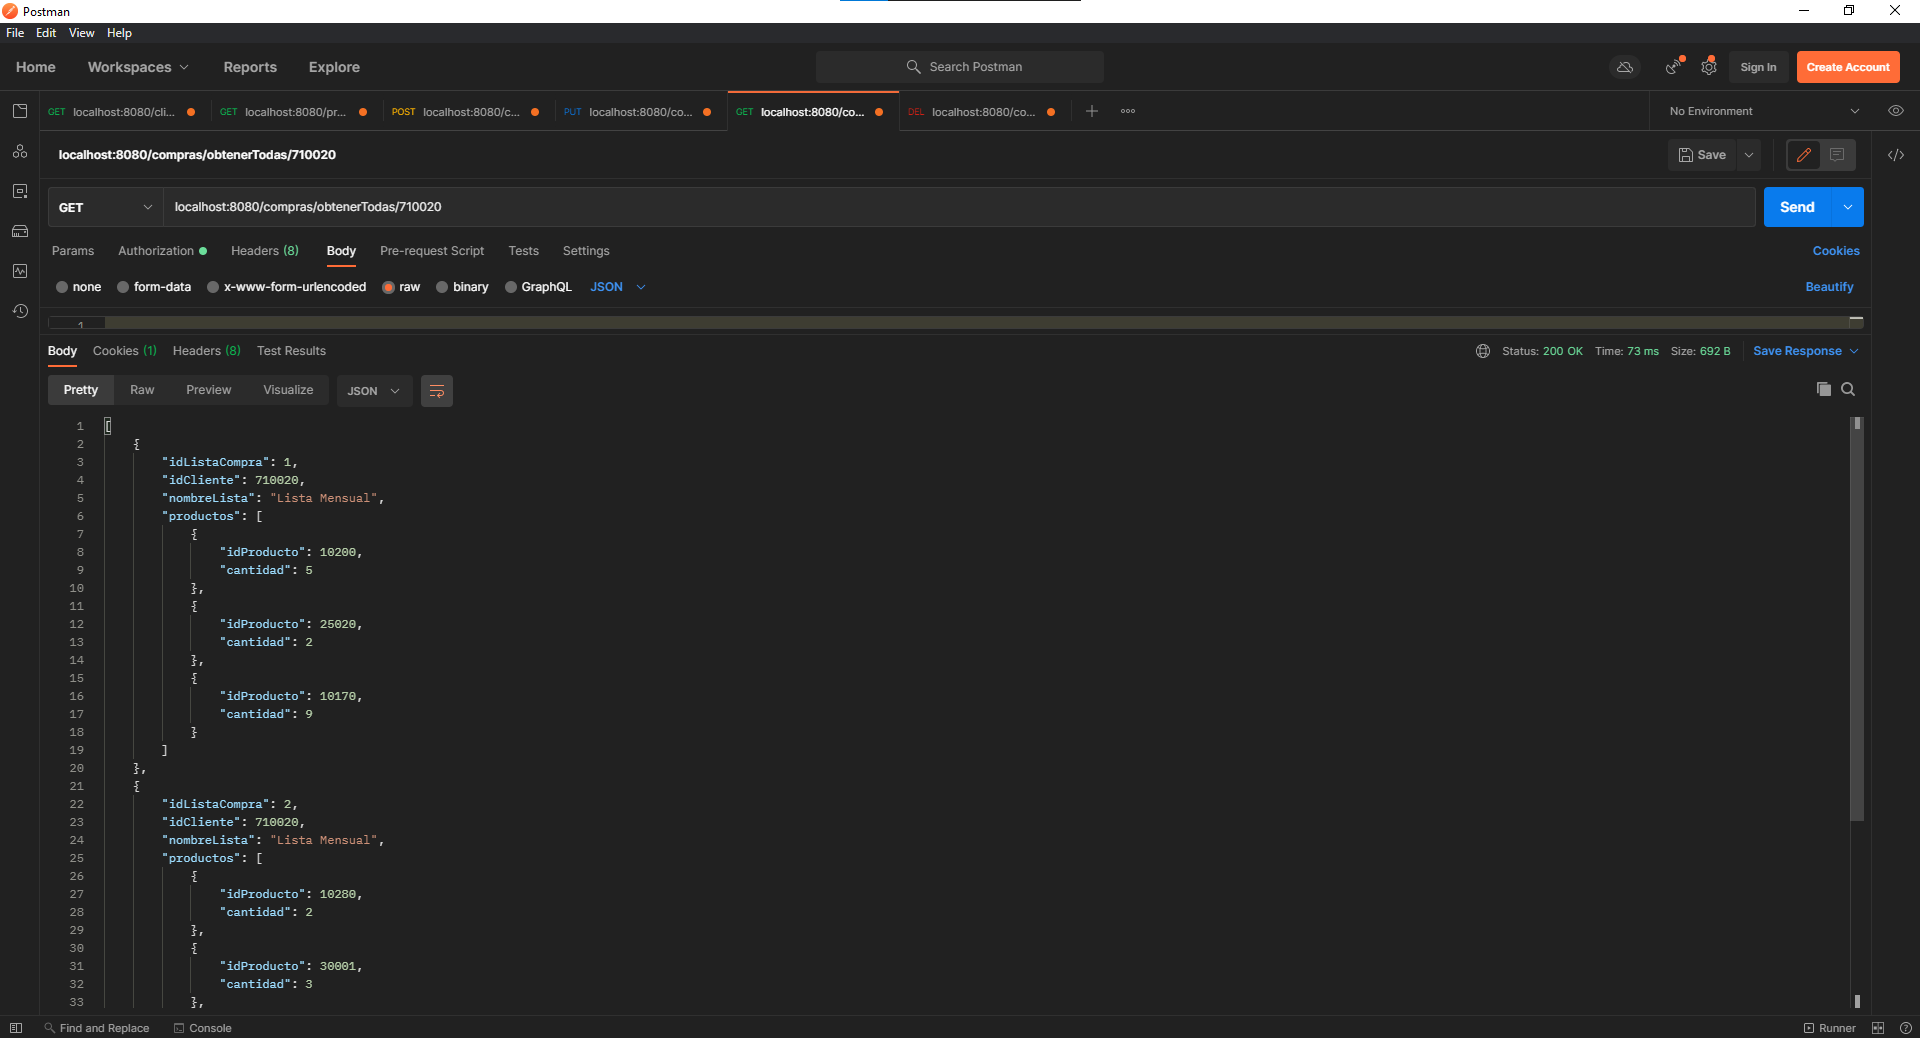 Postman
File Edit View Help
Home Workspaces Reports Explore Search Postman Sign In Create Account
GET localhost:8080/cli... GET localhost:8080/pr... POST localhost:8080/c... PUT localhost:8080/co... GET localhost:8080/co... DEL localhost:8080/co... No Environment
localhost:8080/compras/obtenerTodas/710020 Save
GET localhost:8080/compras/obtenerTodas/710020 Send
Params Authorization Headers (8) Body Pre-request Script Tests Settings Cookies
none form-data x-www-form-urlencoded raw binary GraphQL JSON Beautify
1
Body Cookies (1) Headers (8) Test Results Status: 200 OK Time: 73 ms Size: 692 B Save Response
Pretty Raw Preview Visualize JSON
1 [
2 {
3 "idListaCompra": 1,
4 "idCliente": 710020,
5 "nombreLista": "Lista Mensual",
6 "productos": [
7 {
8 "idProducto": 10200,
9 "cantidad": 5
10 },
11 {
12 "idProducto": 25020,
13 "cantidad": 2
14 },
15 {
16 "idProducto": 10170,
17 "cantidad": 9
18 }
19 ]
20 },
21 {
22 "idListaCompra": 2,
23 "idCliente": 710020,
24 "nombreLista": "Lista Mensual",
25 "productos": [
26 {
27 "idProducto": 10280,
28 "cantidad": 2
29 },
30 {
31 "idProducto": 30001,
32 "cantidad": 3
33 },
Find and Replace Console Runner